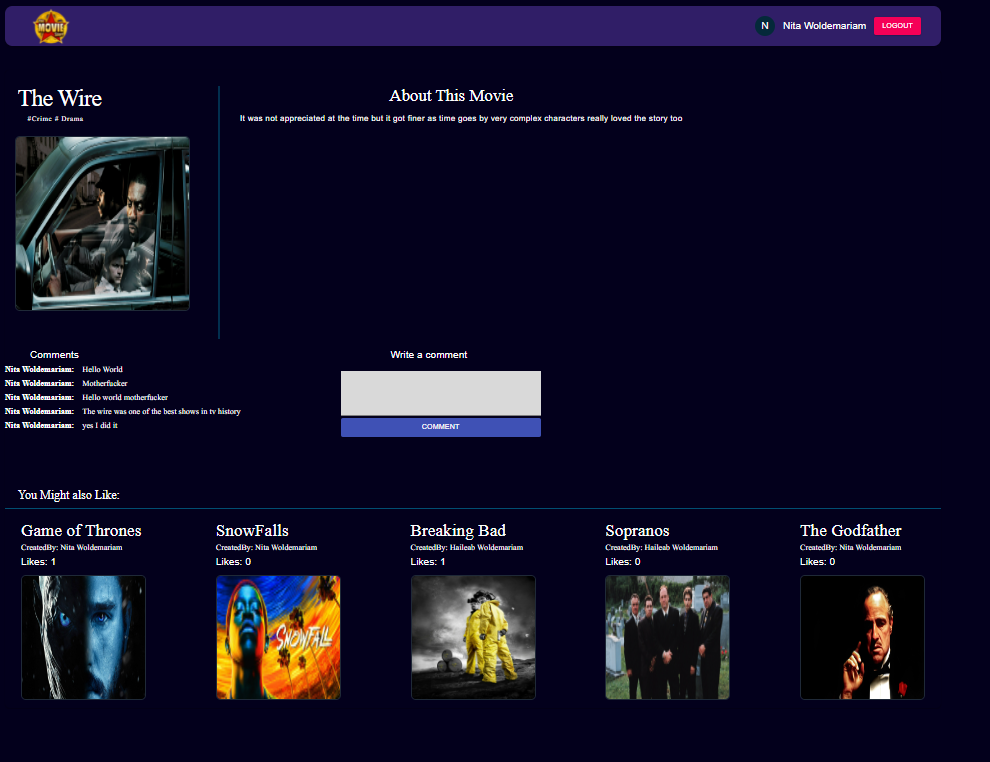 MOVIE
N Nita Woldemariam LOGOUT
The Wire
#Crime # Drama
About This Movie
It was not appreciated at the time but it got finer as time goes by very complex characters really loved the story too
Comments
Nita Woldemariam: Hello World
Nita Woldemariam: Motherfucker
Nita Woldemariam: Hello world motherfucker
Nita Woldemariam: The wire was one of the best shows in tv history
Nita Woldemariam: yes I did it
Write a comment
COMMENT
You Might also Like:
Game of Thrones
CreatedBy: Nita Woldemariam
Likes: 1
SnowFalls
CreatedBy: Nita Woldemariam
Likes: 0
SNOWFALL
Breaking Bad
CreatedBy: Haileab Woldemariam
Likes: 1
Sopranos
CreatedBy: Haileab Woldemariam
Likes: 0
The Godfather
CreatedBy: Nita Woldemariam
Likes: 0